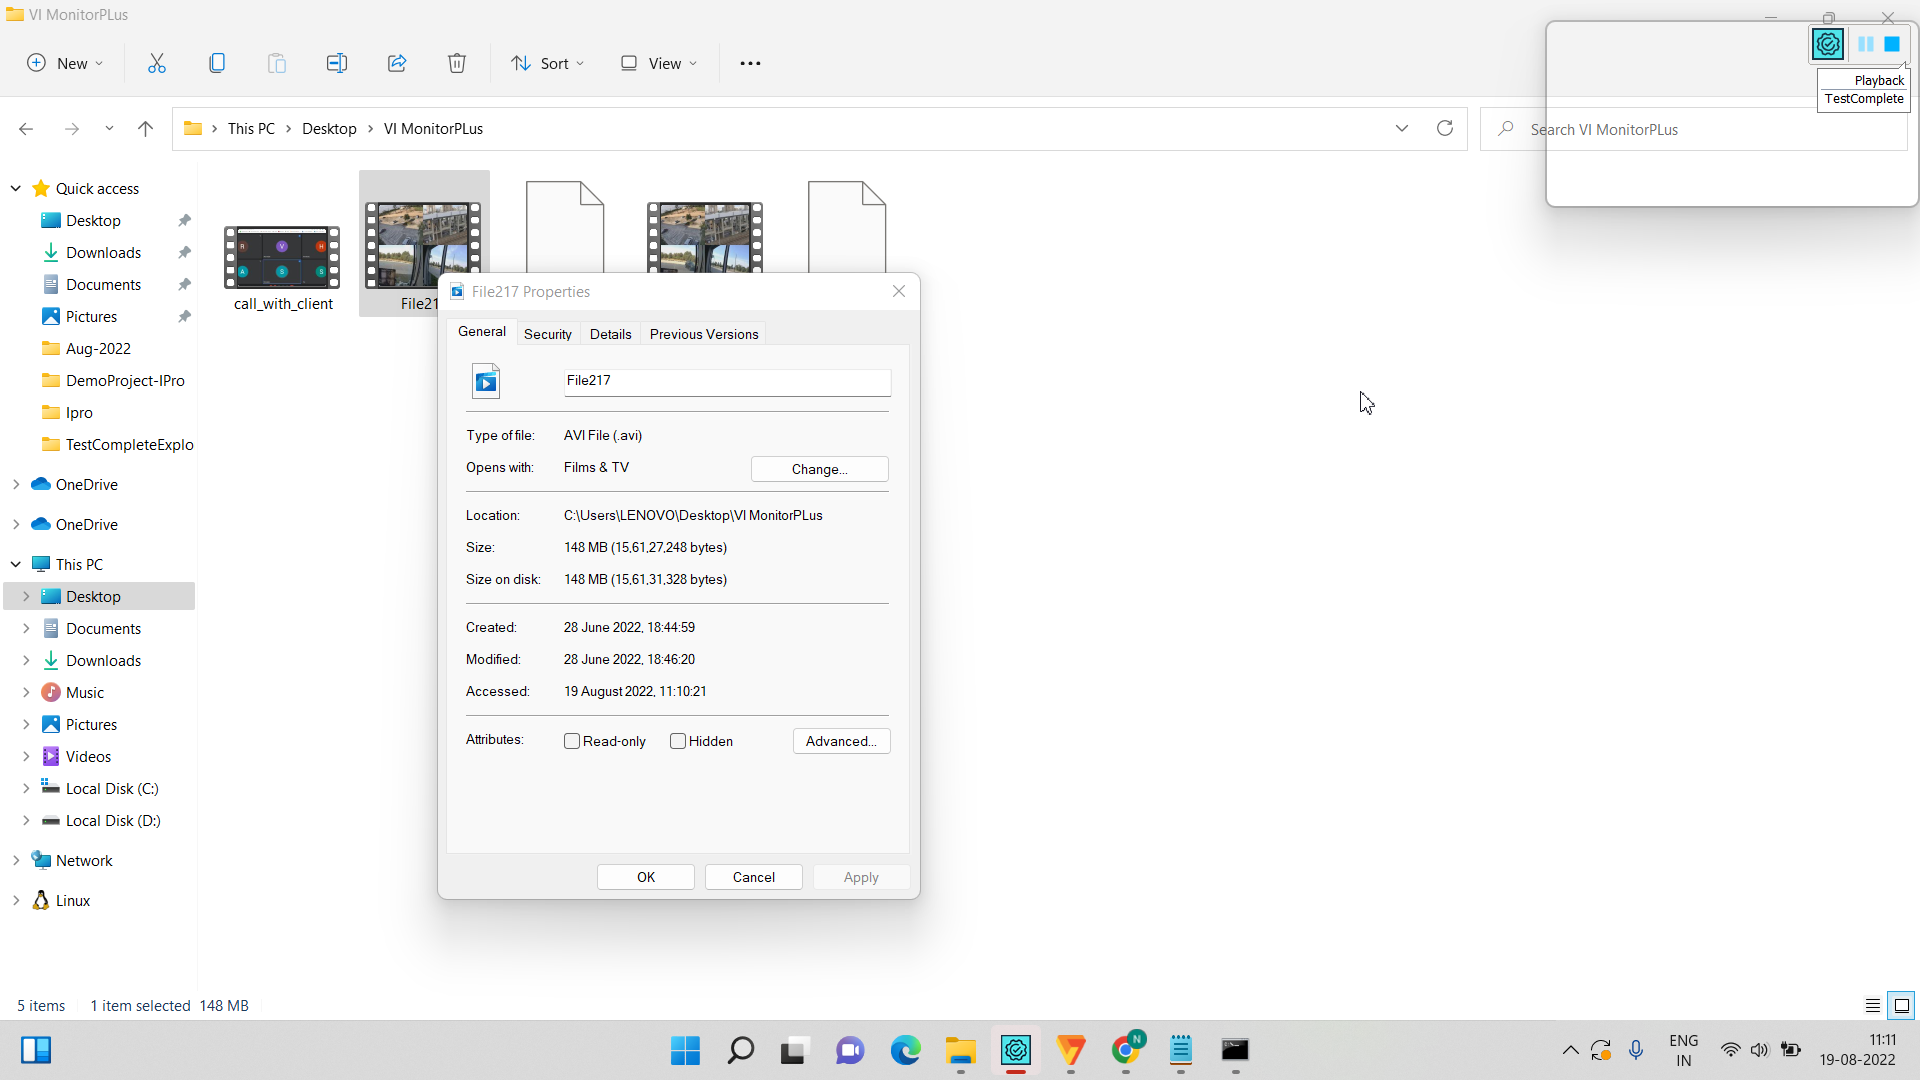 VI MonitorPLus
New
Sort
View
Playback
TestComplete
This PC
Desktop
VI MonitorPLus
Search VI MonitorPLus
Quick access
Desktop
Downloads
Documents
Pictures
Aug-2022
DemoProject-IPro
Ipro
TestCompleteExplo
OneDrive
OneDrive
This PC
Desktop
Documents
Downloads
Music
Pictures
Videos
Local Disk (C:)
Local Disk (D:)
Network
Linux
R
V
H
A
S
S
call_with_client
File21
File217 Properties
General
Security
Details
Previous Versions
File217
Type of file: AVI File (.avi)
Opens with: Films & TV
Change...
Location: C:\Users\LENOVO\Desktop\VI MonitorPLus
Size: 148 MB (15,61,27,248 bytes)
Size on disk: 148 MB (15,61,31,328 bytes)
Created: 28 June 2022, 18:44:59
Modified: 28 June 2022, 18:46:20
Accessed: 19 August 2022, 11:10:21
Attributes: Read-only Hidden Advanced...
OK Cancel Apply
5 items 1 item selected 148 MB
N
ENG
IN
11:11
19-08-2022